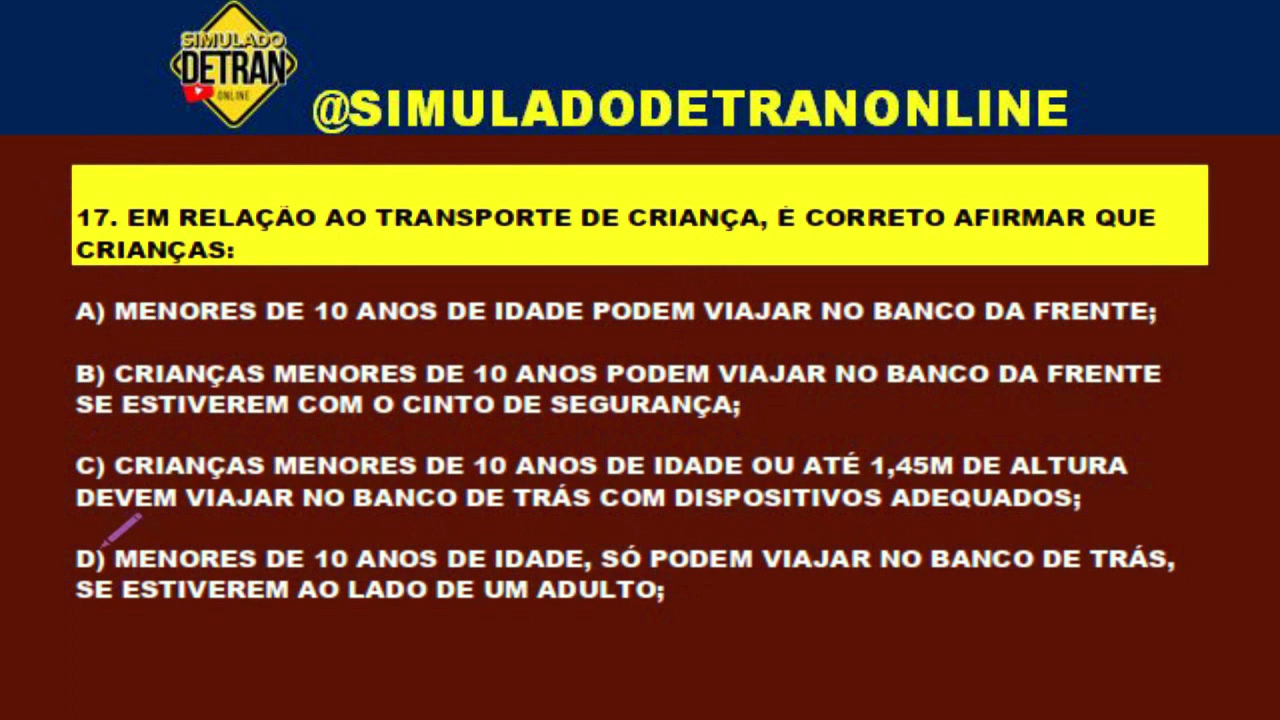 SIMULADO
DETRAN
ONLINE
@SIMULADODETRANONLINE
17. EM RELAÇÃO AO TRANSPORTE DE CRIANÇA, É CORRETO AFIRMAR QUE
CRIANÇAS:
A) MENORES DE 10 ANOS DE IDADE PODEM VIAJAR NO BANCO DA FRENTE;
B) CRIANÇAS MENORES DE 10 ANOS PODEM VIAJAR NO BANCO DA FRENTE
SE ESTIVEREM COM O CINTO DE SEGURANÇA;
C) CRIANÇAS MENORES DE 10 ANOS DE IDADE OU ATÉ 1,45M DE ALTURA
DEVEM VIAJAR NO BANCO DE TRÁS COM DISPOSITIVOS ADEQUADOS;
D) MENORES DE 10 ANOS DE IDADE, SÓ PODEM VIAJAR NO BANCO DE TRÁS,
SE ESTIVEREM AO LADO DE UM ADULTO;